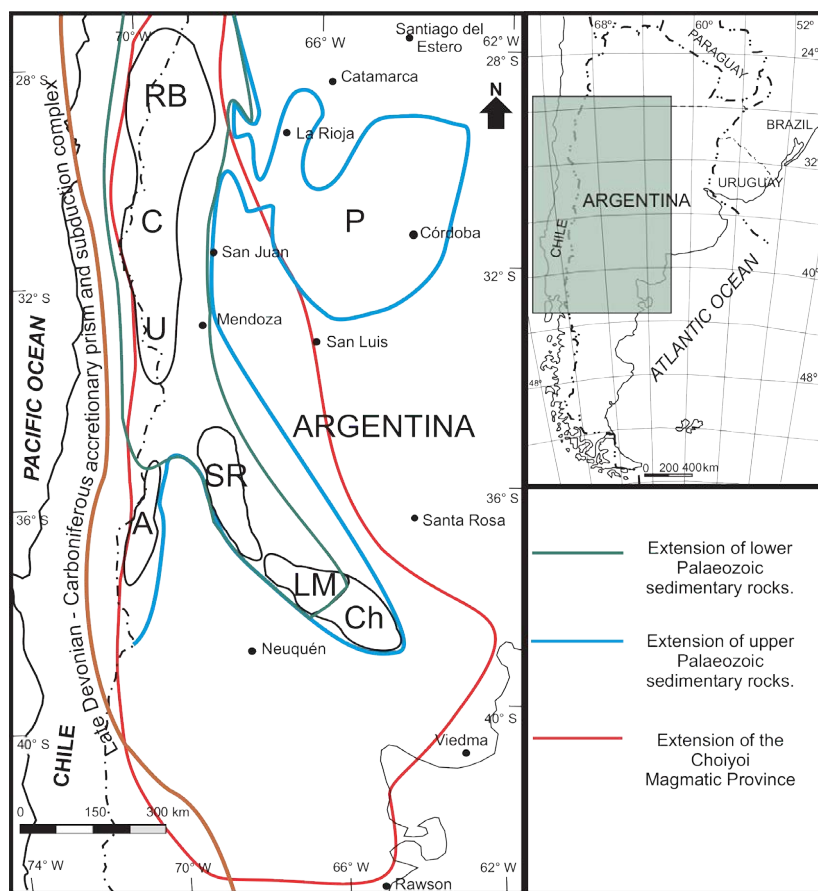 70° W
66° W
Santiago del
Estero
62° W
28° S
28° S
RB
Catamarca
N
La Rioja
C
P
Córdoba
San Juan
32° S
32° S
U
Mendoza
San Luis
PACIFIC OCEAN
Late Devonian - Carboniferous accretionary prism and subduction complex
ARGENTINA
SR
36° S
36° S
A
Santa Rosa
LM
Ch
Neuquén
40° S
40° S
CHILE
Viedma
0
150
300 km
74° W
70° W
66° W
62° W
Rawson
68°
60°
52°
24°
24°
PARAGUAY
BRAZIL
32°
32°
URUGUAY
ARGENTINA
CHILE
40°
40°
ATLANTIC OCEAN
48°
48°
0 200 400km
Extension of lower
Palaeozoic
sedimentary rocks.
Extension of upper
Palaeozoic
sedimentary rocks.
Extension of the
Choiyoi
Magmatic Province